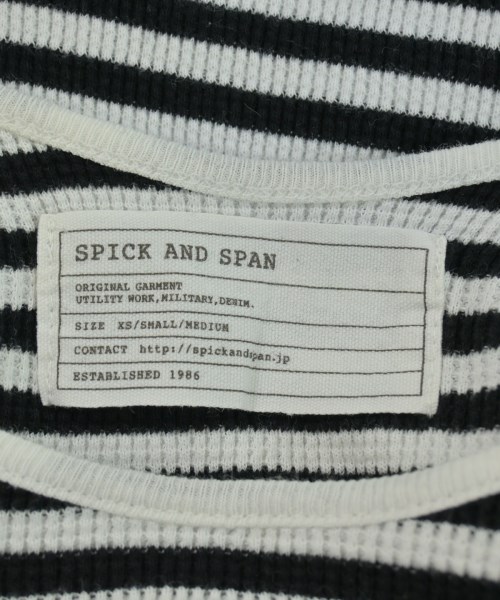 SPICK AND SPAN
ORIGINAL GARMENT
UTILITY WORK,MILITARY,DENIM.
SIZE XS/SMALL/MEDIUM
CONTACT http://spickandspan.jp
ESTABLISHED 1986